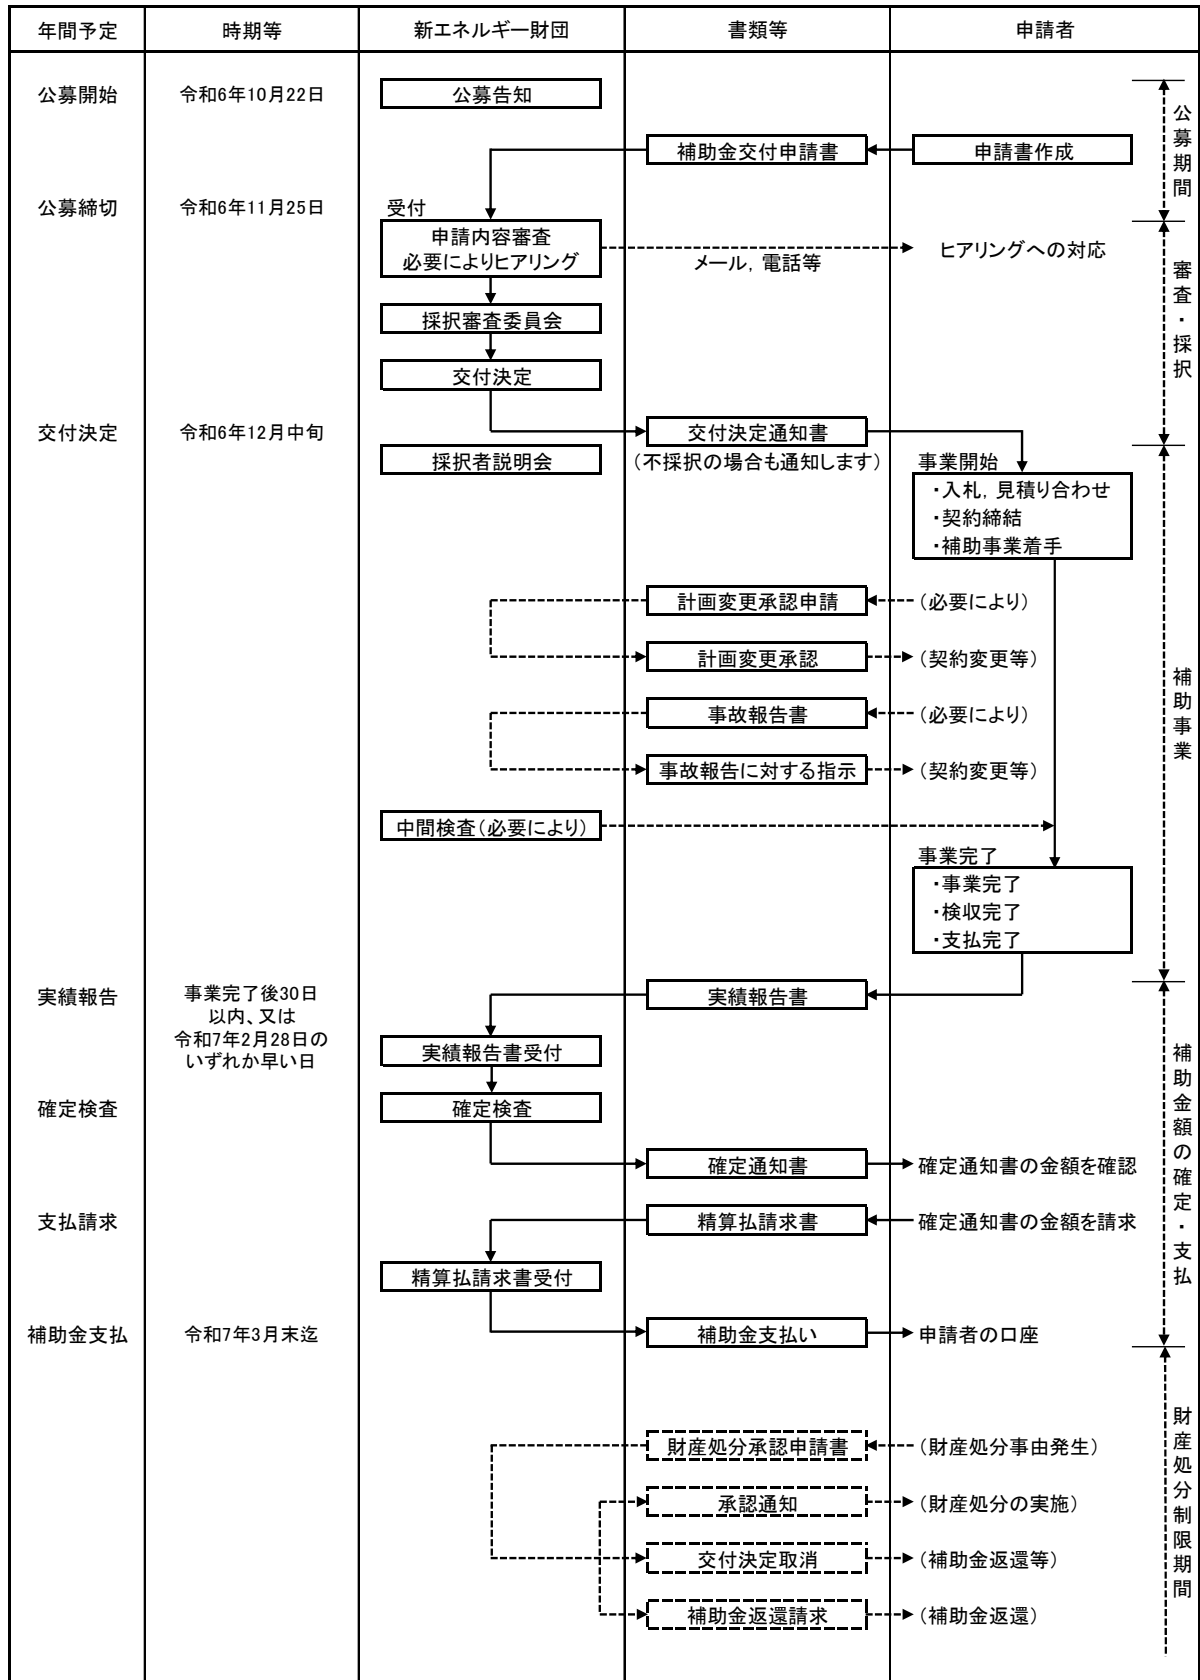 年間予定
時期等
新エネルギー財団
書類等
申請者
公募開始
令和6年10月22日
公募告知
公募期間
補助金交付申請書
申請書作成
公募締切
令和6年11月25日
受付
申請内容審査
必要によりヒアリング
メール，電話等
ヒアリングへの対応
審査・採択
採択審査委員会
交付決定
交付決定
令和6年12月中旬
交付決定通知書
採択者説明会
（不採択の場合も通知します）
事業開始
・入札，見積り合わせ
・契約締結
・補助事業着手
計画変更承認申請
（必要により）
計画変更承認
（契約変更等）
補助事業
事故報告書
（必要により）
事故報告に対する指示
（契約変更等）
中間検査（必要により）
事業完了
・事業完了
・検収完了
・支払完了
実績報告
事業完了後30日
以内、又は
令和7年2月28日の
いずれか早い日
実績報告書
実績報告書受付
補助金額の確定・支払
確定検査
確定検査
確定通知書
確定通知書の金額を確認
支払請求
精算払請求書
確定通知書の金額を請求
精算払請求書受付
補助金支払
令和7年3月末迄
補助金支払い
申請者の口座
財産処分制限期間
財産処分承認申請書
（財産処分事由発生）
承認通知
（財産処分の実施）
交付決定取消
（補助金返還等）
補助金返還請求
（補助金返還）